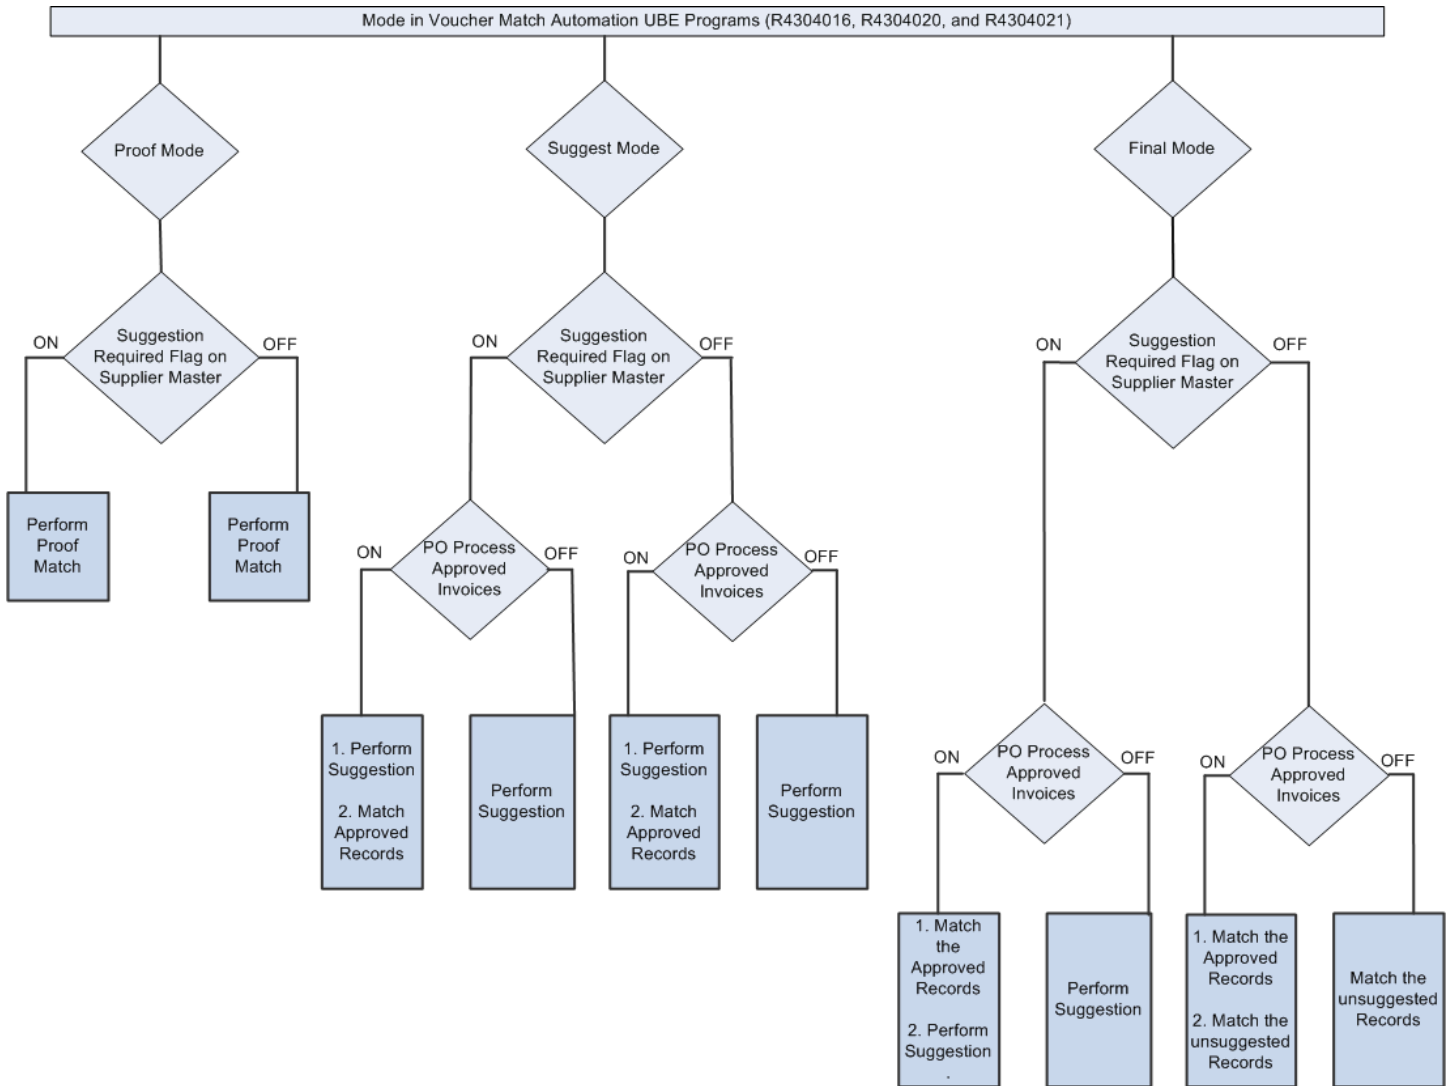 Mode in Voucher Match Automation UBE Programs (R4304016, R4304020, and R4304021)
Proof Mode
Suggest Mode
Final Mode
ON
Suggestion
Required Flag on
Supplier Master
OFF
ON
Suggestion
Required Flag on
Supplier Master
OFF
ON
Suggestion
Required Flag on
Supplier Master
OFF
Perform
Proof
Match
Perform
Proof
Match
ON
PO Process
Approved
Invoices
OFF
ON
PO Process
Approved
Invoices
OFF
1. Perform
Suggestion
2. Match
Approved
Records
Perform
Suggestion
1. Perform
Suggestion
2. Match
Approved
Records
Perform
Suggestion
ON
PO Process
Approved
Invoices
OFF
ON
PO Process
Approved
Invoices
OFF
1. Match
the
Approved
Records
2. Perform
Suggestion
.
Perform
Suggestion
1. Match the
Approved
Records
2. Match the
unsuggested
Records
Match the
unsuggested
Records